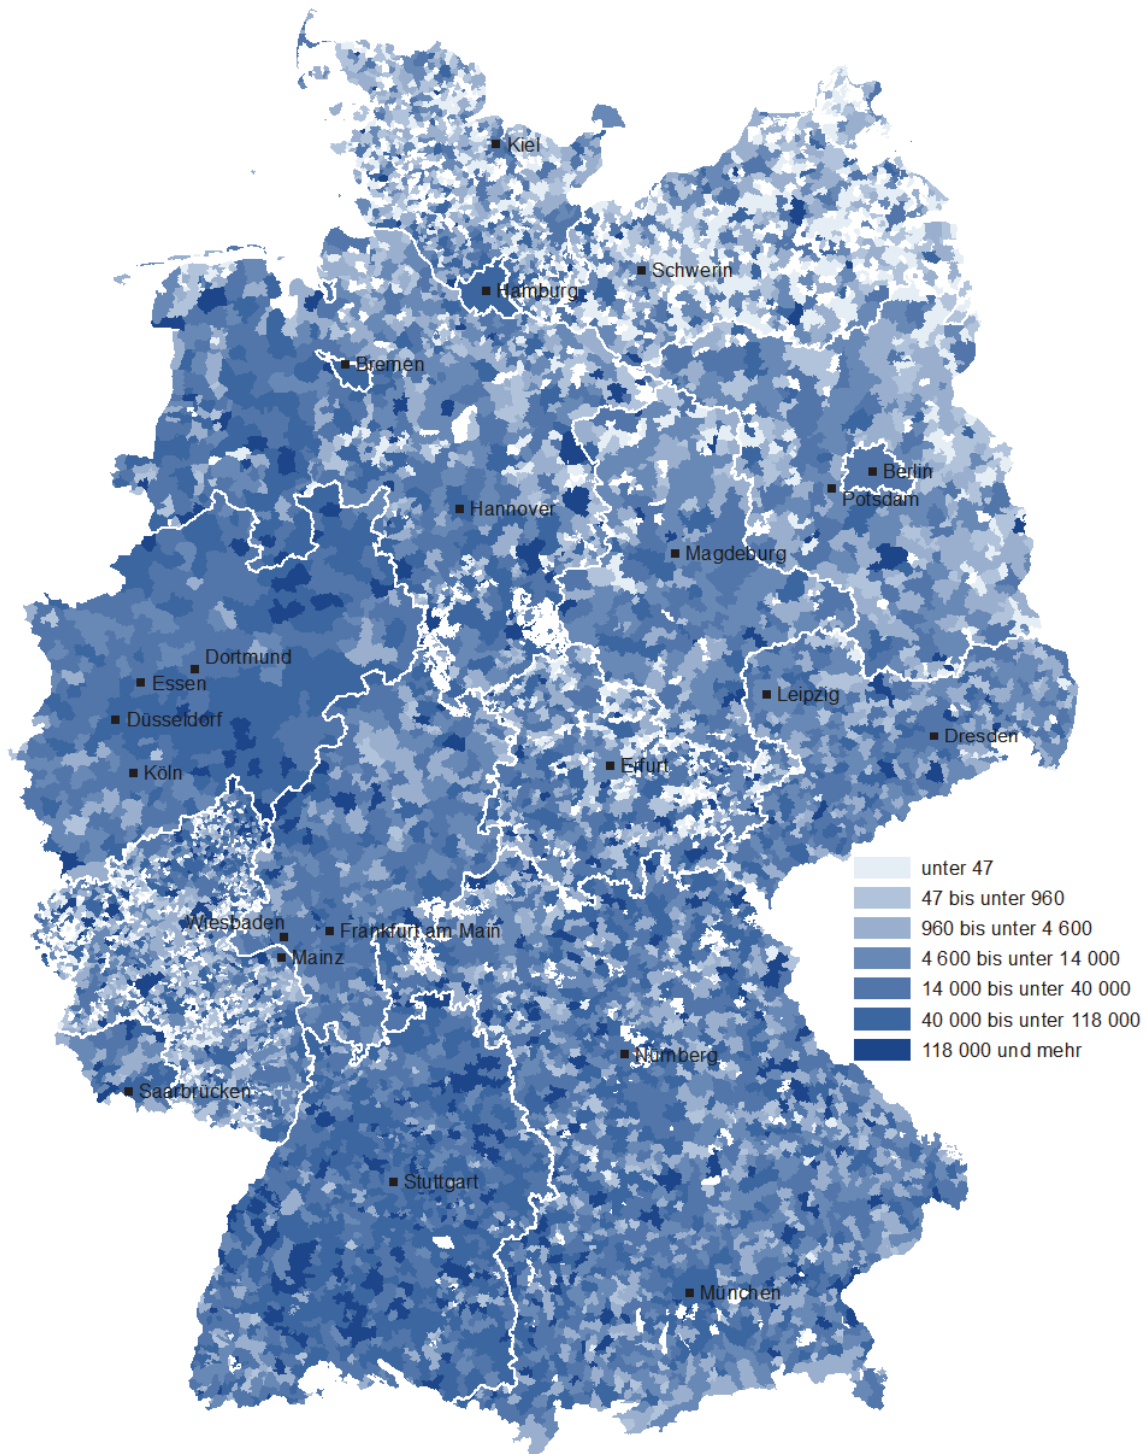 Kiel
Schwerin
Hamburg
Bremen
Berlin
Potsdam
Hannover
Magdeburg
Dortmund
Essen
Leipzig
Düsseldorf
Dresden
Köln
Erfurt
unter 47
47 bis unter 960
960 bis unter 4 600
4 600 bis unter 14 000
14 000 bis unter 40 000
40 000 bis unter 118 000
118 000 und mehr
Wiesbaden
Frankfurt am Main
Mainz
Nürnberg
Saarbrücken
Stuttgart
München